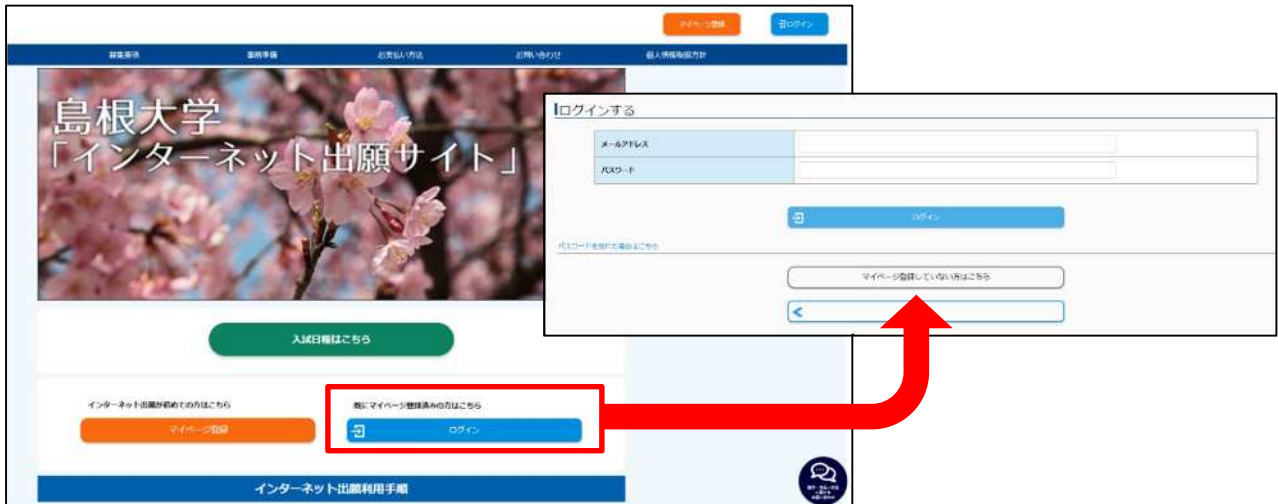 マイページ登録
ログイン
募集要項
事前準備
お支払い方法
お問い合わせ
個人情報取扱方針
島根大学
「インターネット出願サイト」
入試日程はこちら
インターネット出願が初めての方はこちら
マイページ登録
既にマイページ登録済みの方はこちら
ログイン
インターネット出願利用手順
ログインする
メールアドレス
パスワード
ログイン
パスワードを忘れた場合はこちら
マイページ登録していない方はこちら